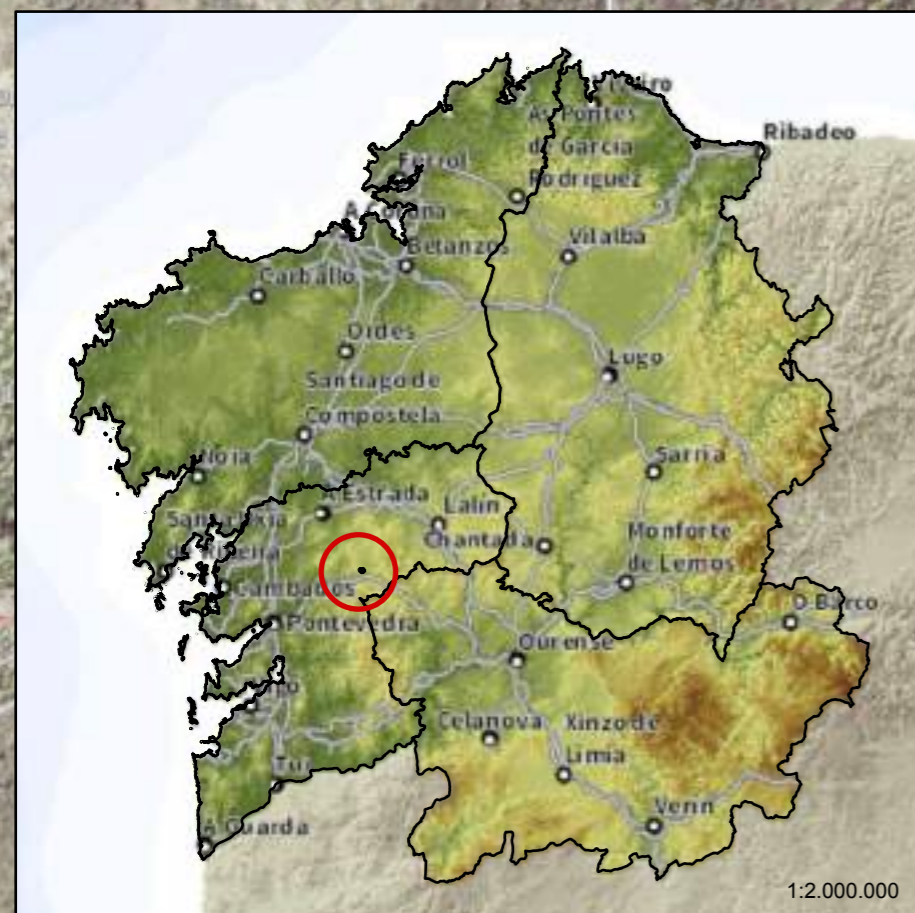 Ribadeo
As Pontes
de García
Rodríguez
Ferrol
A Coruña
Vilalba
Betanzos
Carballo
Ordes
Lugo
Santiago de
Compostela
Noia
Sarria
A Estrada
Lalín
Chantada
Monforte
de Lemos
Cambados
O Barco
Pontevedra
Ourense
Celanova
Xinzo de
Limia
Tui
Verín
A Guarda
1:2.000.000